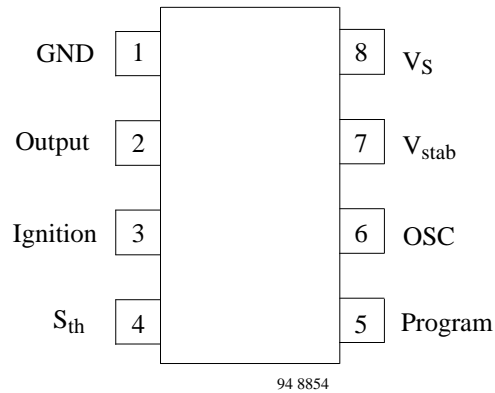 GND 1 8 V_S
Output 2 7 V_stab
Ignition 3 6 OSC
S_th 4 5 Program
94 8854